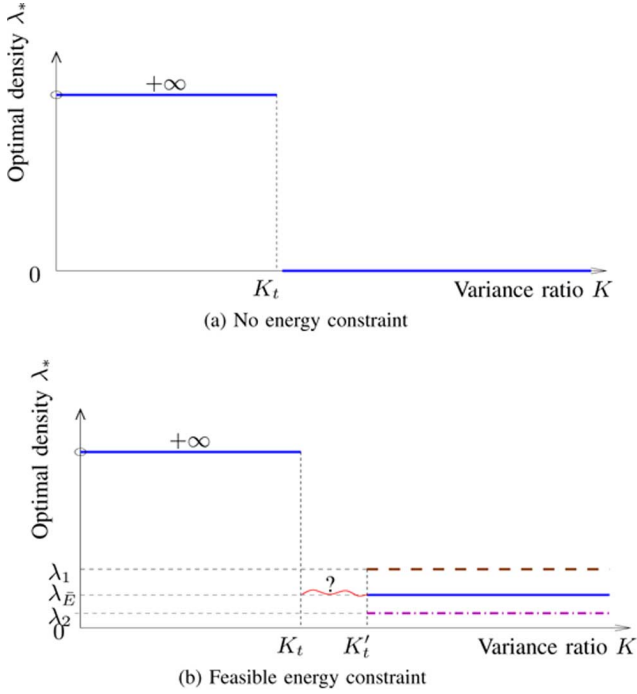 Optimal density λ*
+∞
0
K_t
Variance ratio K
(a) No energy constraint
Optimal density λ*
+∞
λ₁
?
λ_Ē
λ₂
0
K_t
K′_t
Variance ratio K
(b) Feasible energy constraint